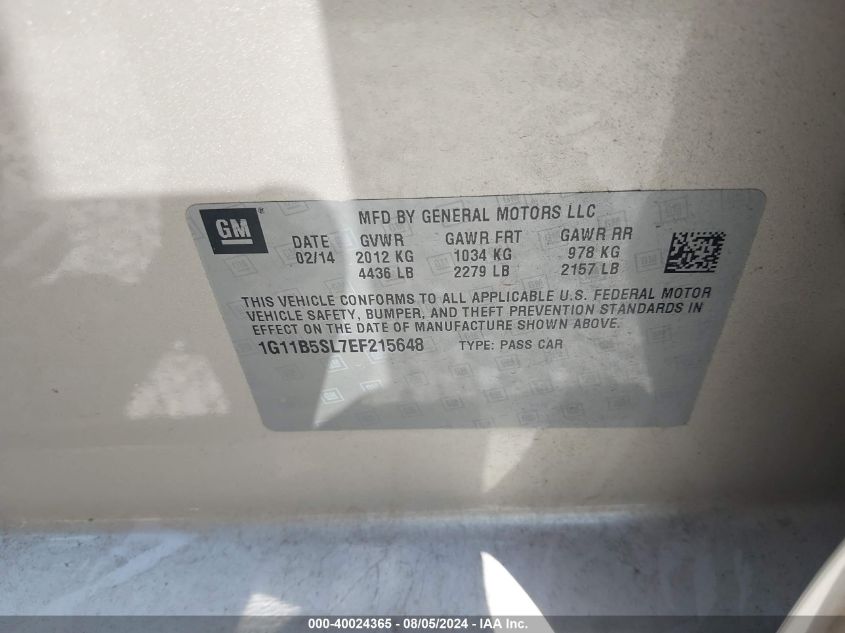 GM
MFD BY GENERAL MOTORS LLC
DATE GVWR GAWR FRT GAWR RR
02/14 2012 KG 1034 KG 978 KG
4436 LB 2279 LB 2157 LB
THIS VEHICLE CONFORMS TO ALL APPLICABLE U.S. FEDERAL MOTOR
VEHICLE SAFETY, BUMPER, AND THEFT PREVENTION STANDARDS IN
EFFECT ON THE DATE OF MANUFACTURE SHOWN ABOVE.
1G11B5SL7EF215648 TYPE: PASS CAR
000-40024365 - 08/05/2024 - IAA Inc.